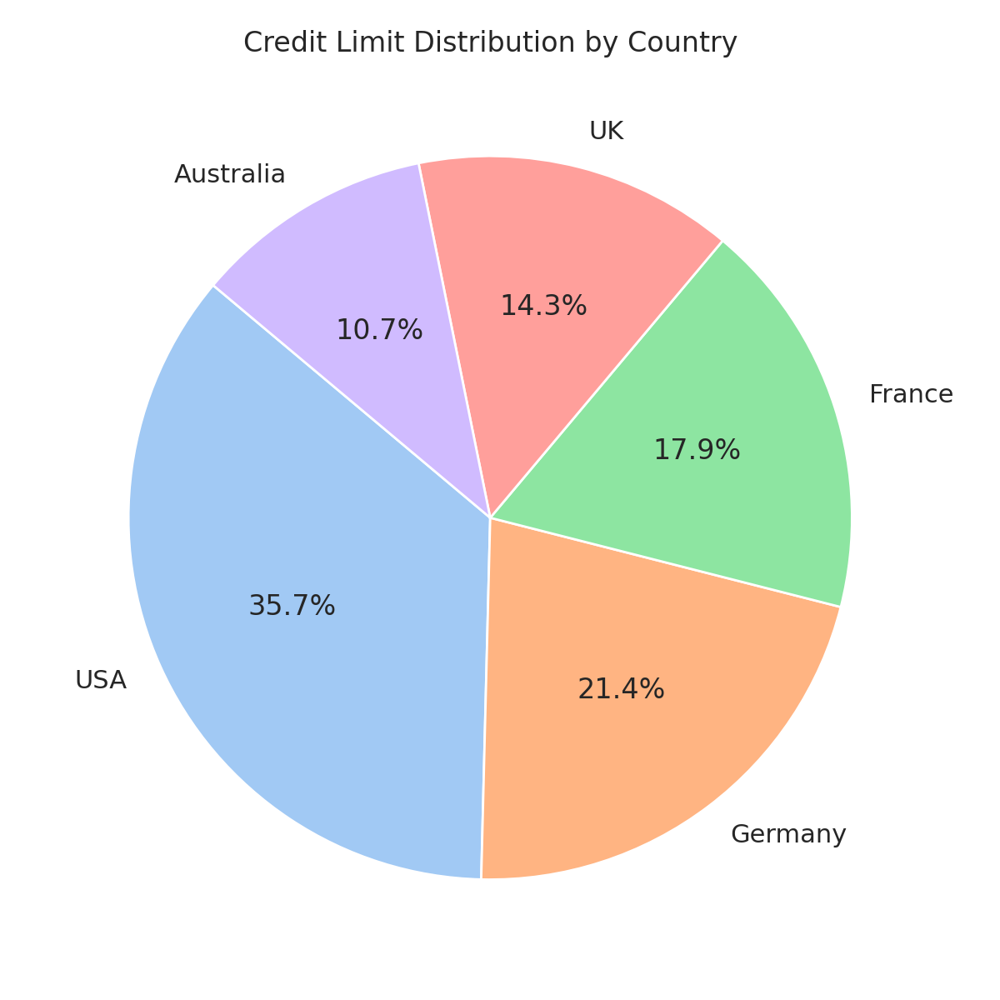 Credit Limit Distribution by Country
UK
Australia
14.3%
10.7%
France
17.9%
35.7%
USA
21.4%
Germany